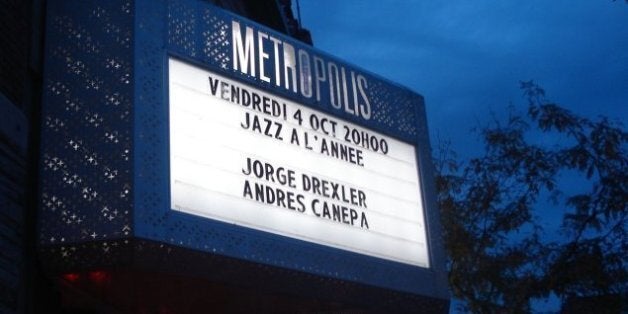 METROPOLIS
VENDREDI 4 OCT 20H00
JAZZ A L'ANNEE
JORGE DREXLER
ANDRES CANEPA